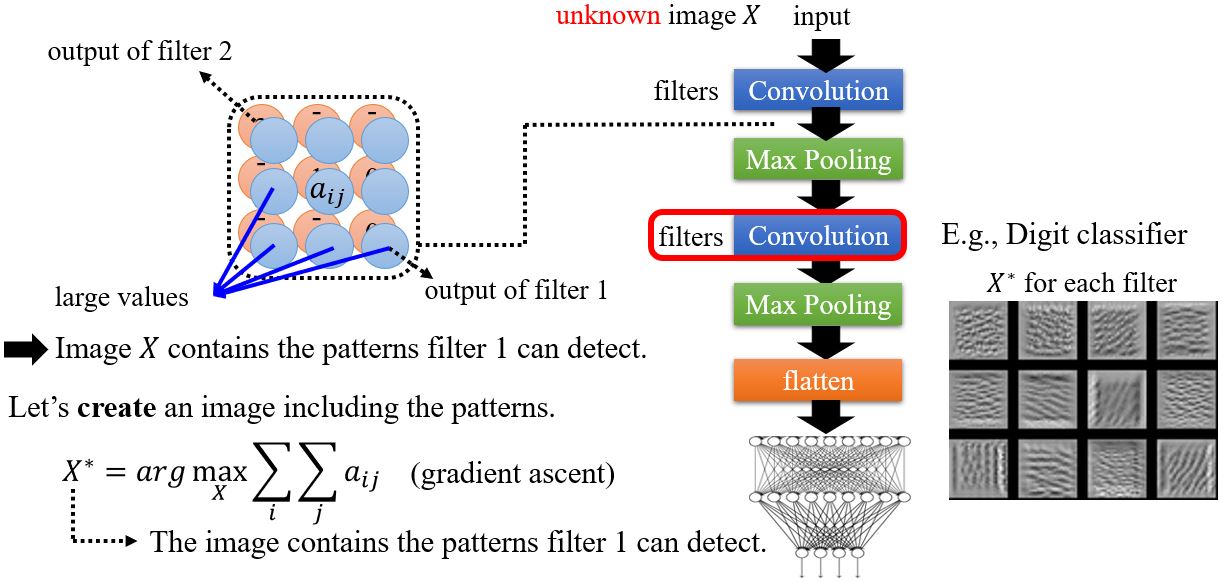 unknown image X
input
output of filter 2
filters
Convolution
Max Pooling
a_{ij}
filters
Convolution
E.g., Digit classifier
X* for each filter
large values
output of filter 1
Max Pooling
Image X contains the patterns filter 1 can detect.
flatten
Let's create an image including the patterns.
X* = arg max_X ∑_i ∑_j a_{ij} (gradient ascent)
The image contains the patterns filter 1 can detect.